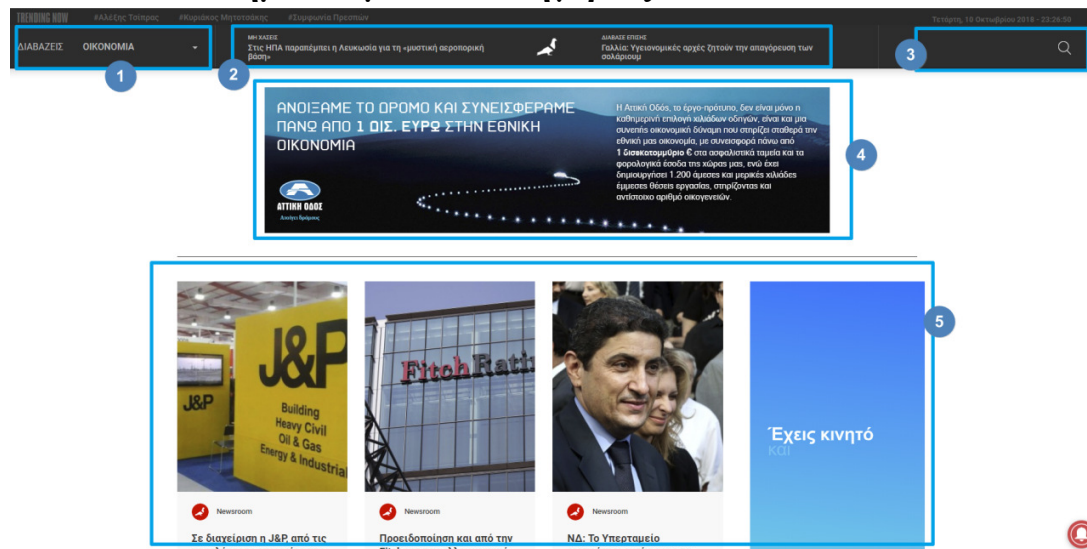 TRENDING NOW #Αλέξης Τσίπρας #Κυριάκος Μητσοτάκης #Συμφωνία Πρεσπών Τετάρτη, 10 Οκτωβρίου 2018 - 23:26:50
ΔΙΑΒΑΖΕΙΣ ΟΙΚΟΝΟΜΙΑ
ΜΗ ΧΑΣΕΙΣ
Στις ΗΠΑ παραπέμπει η Λευκωσία για τη «μυστική αεροπορική
βάση»
ΔΙΑΒΑΣΕ ΕΠΙΣΗΣ
Γαλλία: Υγειονομικές αρχές ζητούν την απαγόρευση των
σολάριουμ
1
2
3
ΑΝΟΙΞΑΜΕ ΤΟ ΔΡΟΜΟ ΚΑΙ ΣΥΝΕΙΣΦΕΡΑΜΕ
ΠΑΝΩ ΑΠΟ 1 ΔΙΣ. ΕΥΡΩ ΣΤΗΝ ΕΘΝΙΚΗ
ΟΙΚΟΝΟΜΙΑ
ΑΤΤΙΚΗ ΟΔΟΣ
Ανοίγει δρόμους
Η Αττική Οδός, το έργο-πρότυπο, δεν είναι μόνο η
καθημερινή επιλογή χιλιάδων οδηγών, είναι και μια
συνεπής οικονομική δύναμη που στηρίζει σταθερά την
εθνική μας οικονομία, με συνεισφορά πάνω από
1 δισεκατομμύριο € στα ασφαλιστικά ταμεία και τα
φορολογικά έσοδα της χώρας μας, ενώ έχει
δημιουργήσει 1.200 άμεσες και μερικές χιλιάδες
έμμεσες θέσεις εργασίας, στηρίζοντας και
αντίστοιχο αριθμό οικογενειών.
4
J&P
J&P
Building
Heavy Civil
Oil & Gas
Energy & Industrial
FitchRati
Έχεις κινητό
και
5
Newsroom
Newsroom
Newsroom
Σε διαχείριση η J&P, από τις
Προειδοποίηση και από την
ΝΔ: Το Υπερταμείο